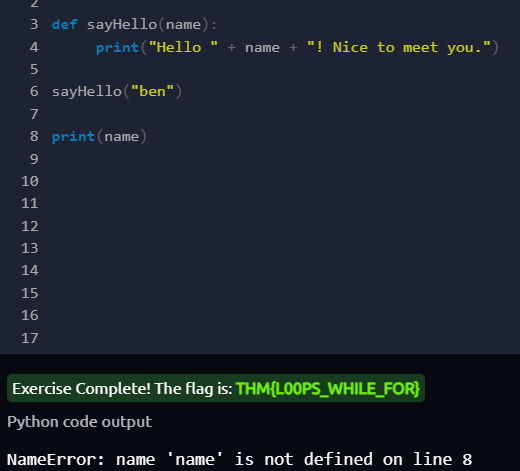 2
3 def sayHello(name):
4 print("Hello " + name + "! Nice to meet you.")
5
6 sayHello("ben")
7
8 print(name)
9
10
11
12
13
14
15
16
17
Exercise Complete! The flag is: THM{L00PS_WHILE_FOR}
Python code output
NameError: name 'name' is not defined on line 8